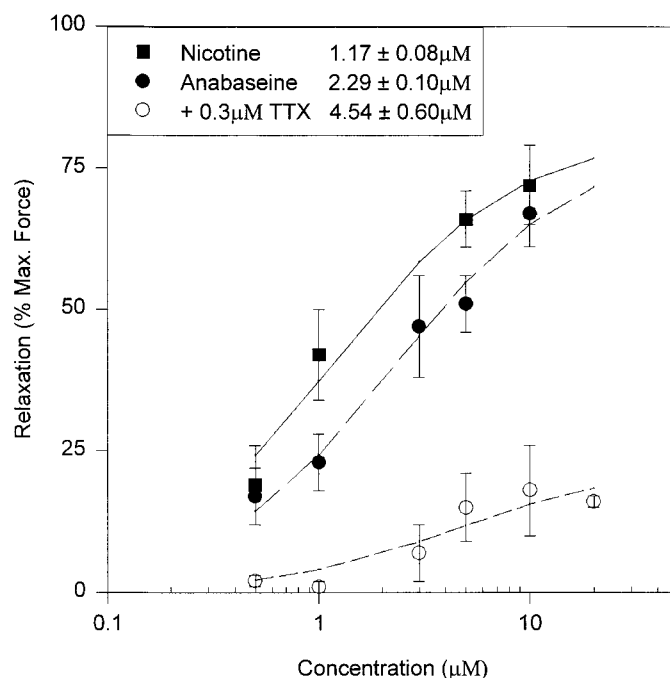 100
■ Nicotine 1.17 ± 0.08μM
● Anabaseine 2.29 ± 0.10μM
○ + 0.3μM TTX 4.54 ± 0.60μM
75
50
25
0
Relaxation (% Max. Force)
0.1 1 10
Concentration (μM)